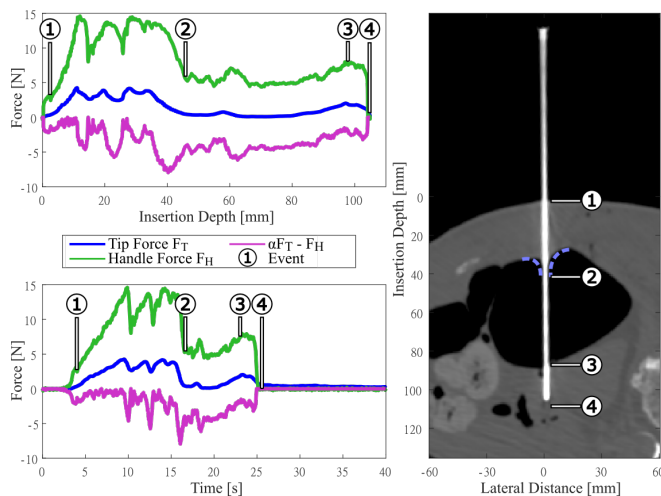 15
10
5
0
-5
-10
Force [N]
0 20 40 60 80 100
Insertion Depth [mm]
1 2 3 4
Tip Force F_T
Handle Force F_H
αF_T - F_H
1 Event
15
10
5
0
-5
-10
Force [N]
0 5 10 15 20 25 30 35 40
Time [s]
1 2 3 4
Insertion Depth [mm]
0
20
40
60
80
100
120
1
2
3
4
-60 -30 0 30 60
Lateral Distance [mm]